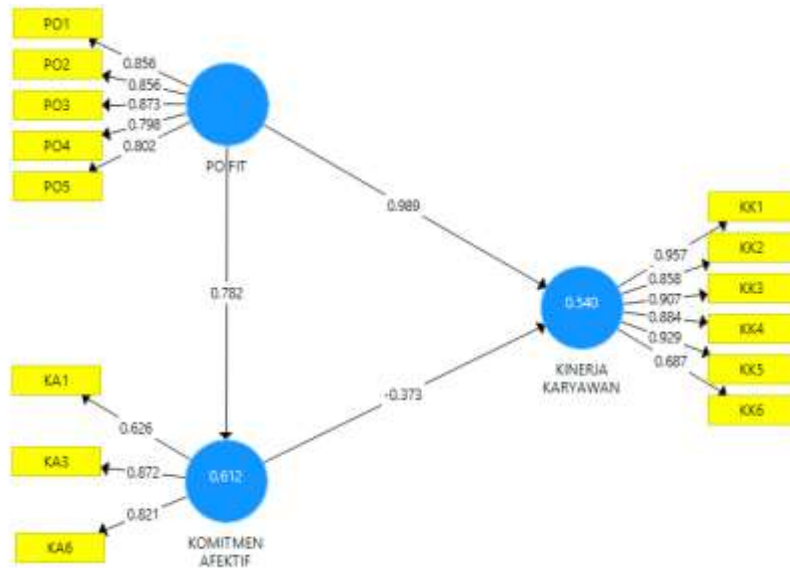 PO1
PO2
PO3
PO4
PO5
0.856
0.856
0.873
0.798
0.802
PO FIT
0.989
0.782
KK1
KK2
KK3
KK4
KK5
KK6
0.957
0.858
0.907
0.884
0.929
0.687
0.540
KINERJA
KARYAWAN
-0.373
KA1
KA3
KA6
0.626
0.872
0.821
0.612
KOMITMEN
AFEKTIF